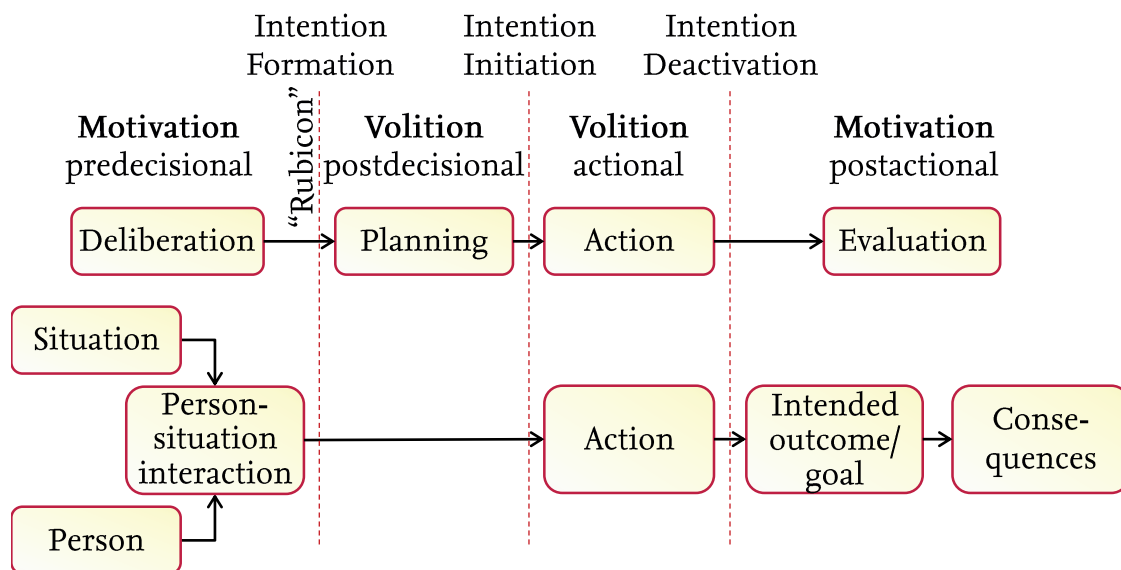 Intention
Formation
Intention
Initiation
Intention
Deactivation
"Rubicon"
Motivation
predecisional
Volition
postdecisional
Volition
actional
Motivation
postactional
Deliberation
Planning
Action
Evaluation
Situation
Person-
situation
interaction
Person
Action
Intended
outcome/
goal
Conse-
quences